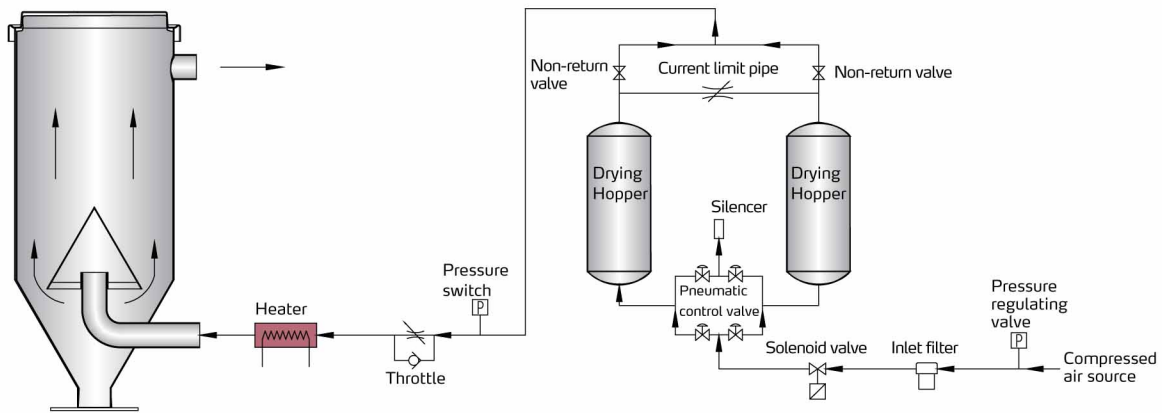 Non-return
valve
Current limit pipe
Non-return valve
Drying
Hopper
Drying
Hopper
Silencer
Pneumatic
control valve
Pressure
switch
P
Heater
Throttle
Pressure
regulating
valve
P
Solenoid valve
Inlet filter
Compressed
air source